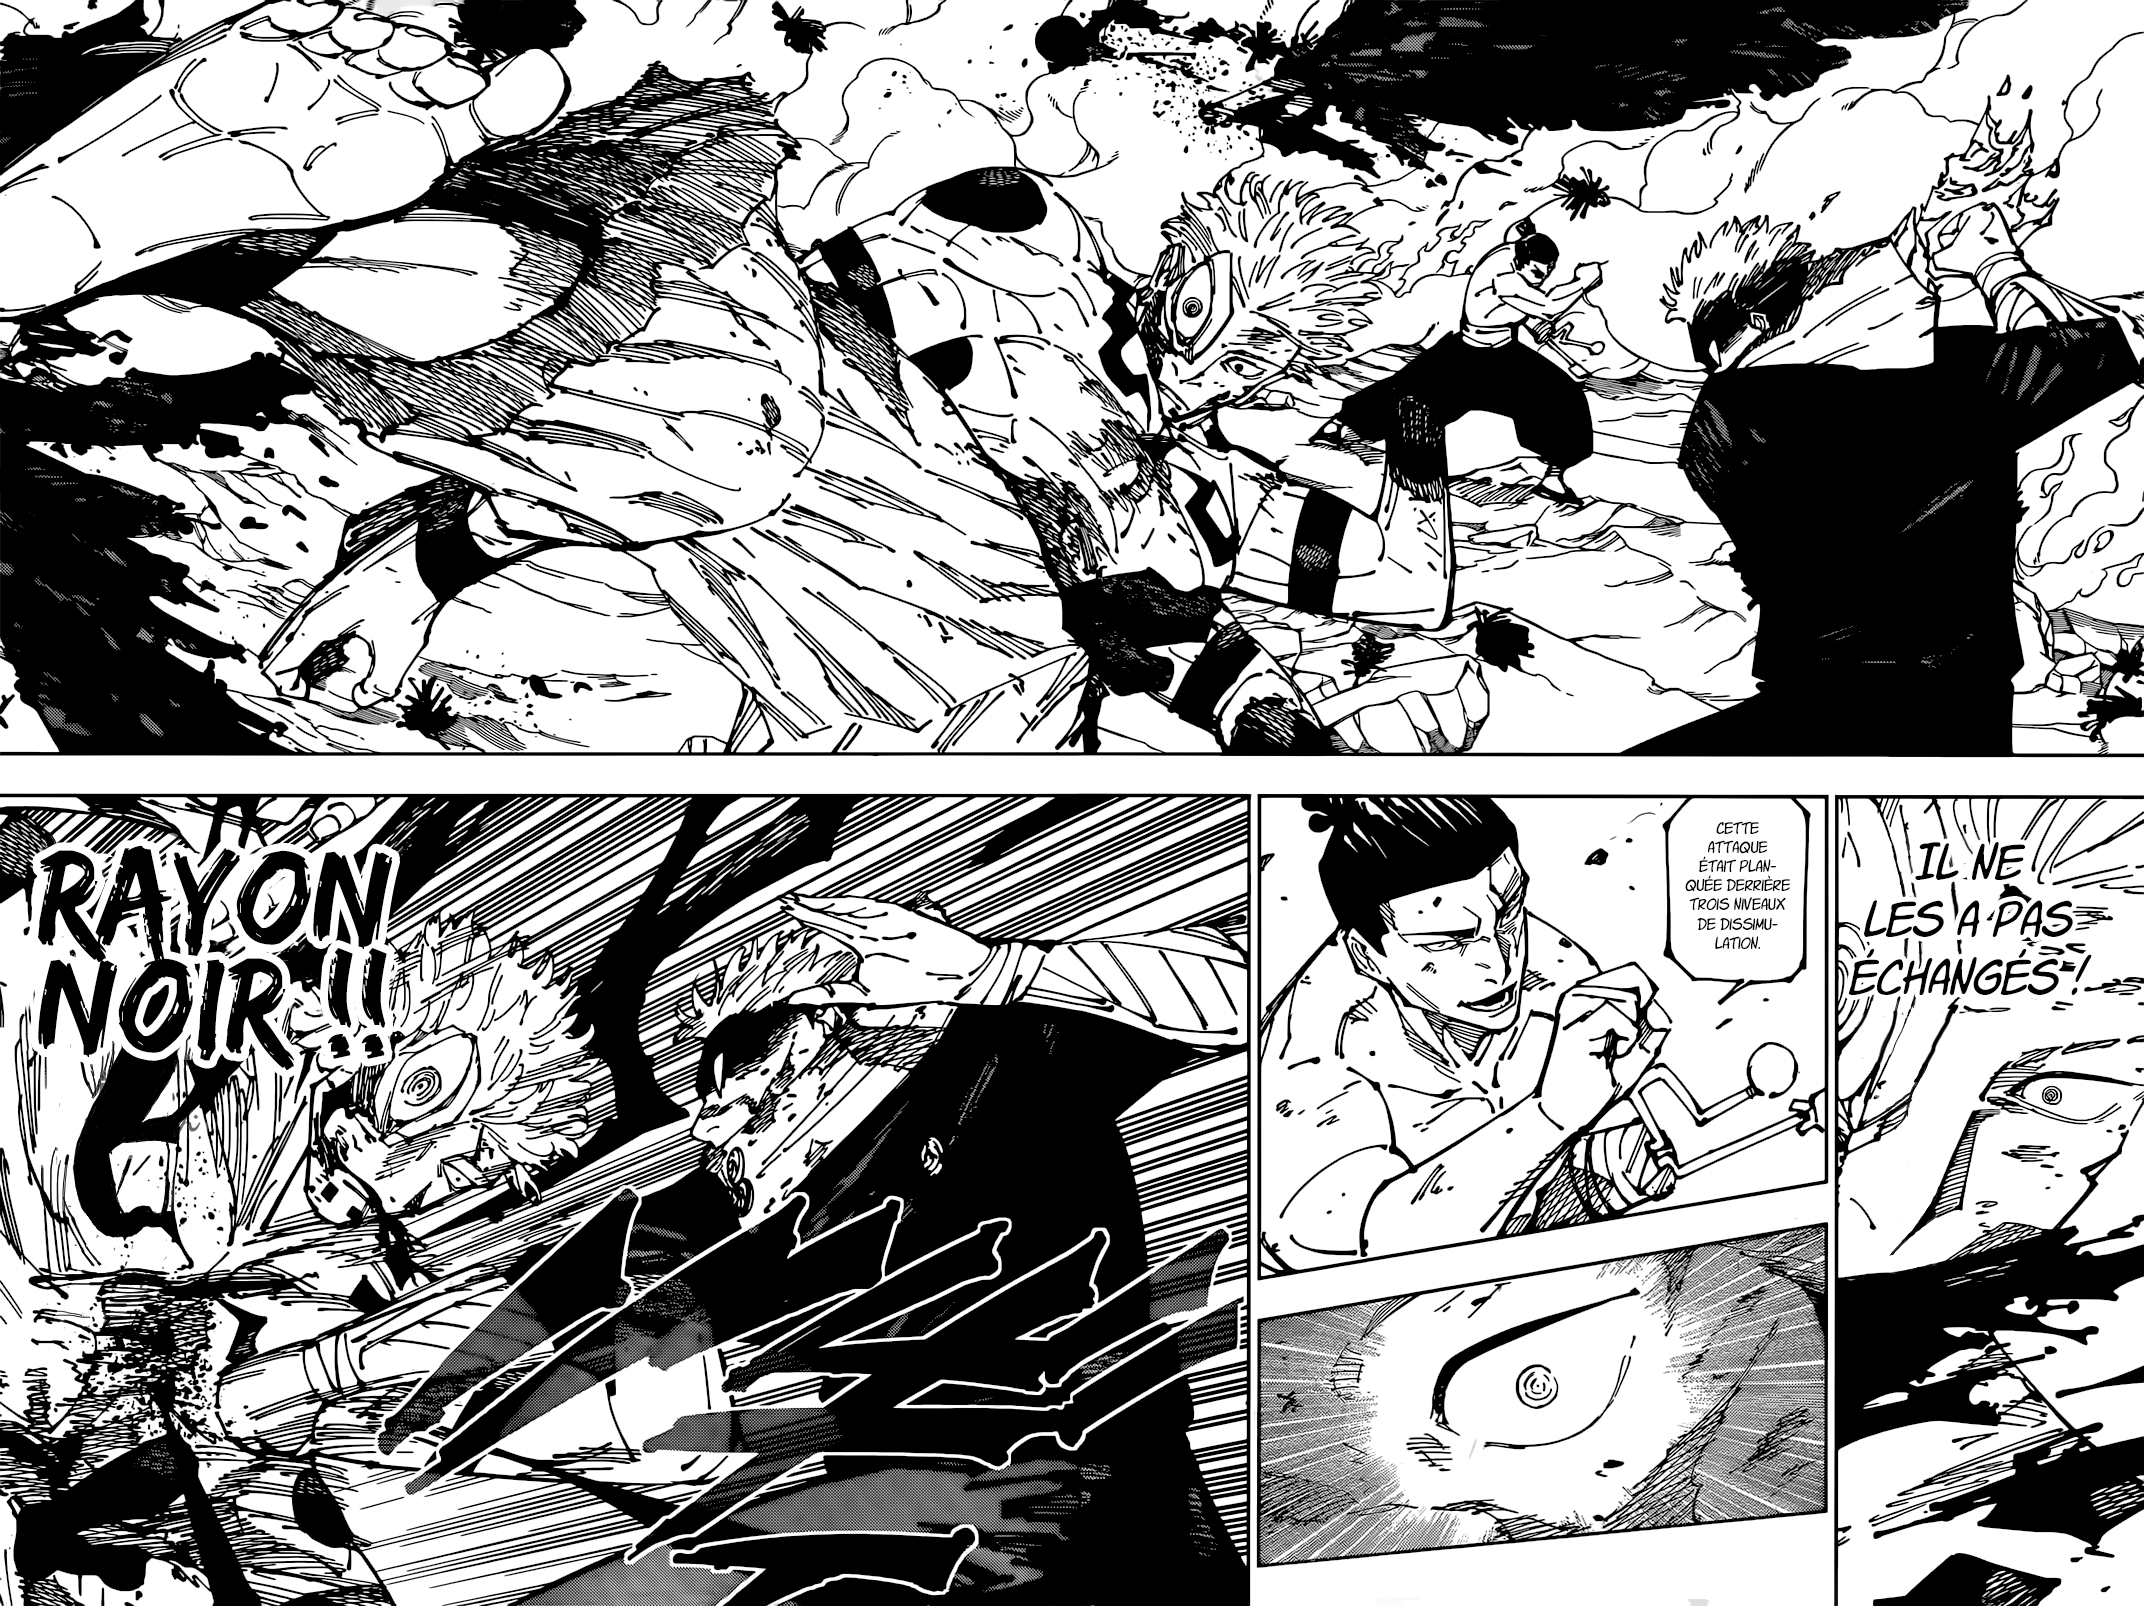 IL NE
LES A PAS
ÉCHANGÉS !
CETTE
ATTAQUE
ÉTAIT PLAN-
QUÉE DERRIÈRE
TROIS NIVEAUX
DE DISSIMU-
LATION.
RAYON
NOIR !!